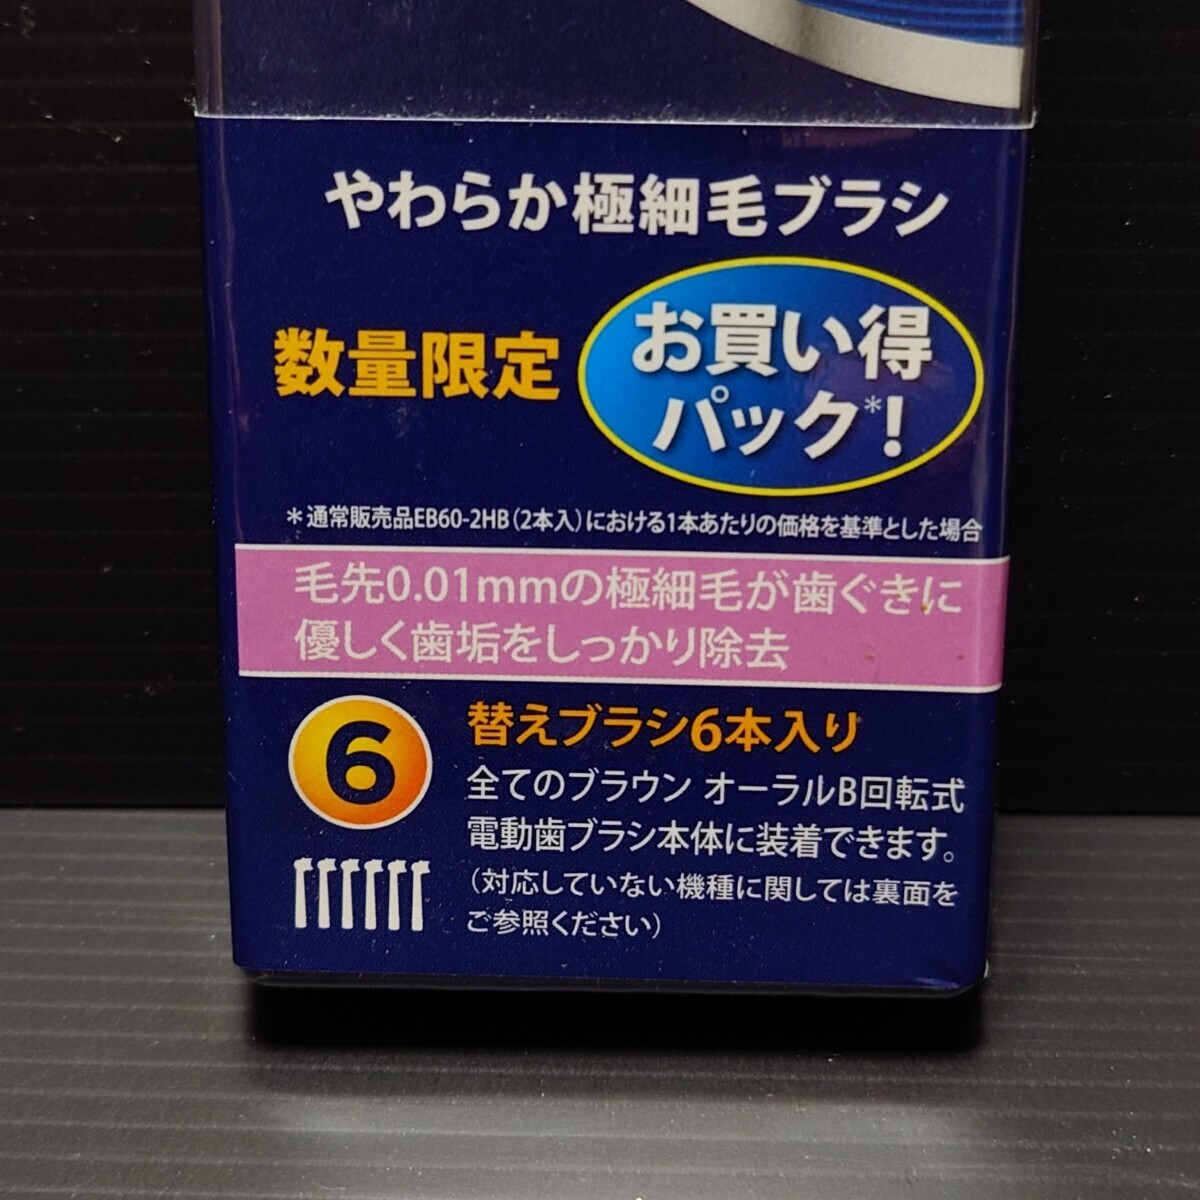 やわらか極細毛ブラシ
数量限定
お買い得
パック*!
*通常販売品EB60-2HB(2本入)における1本あたりの価格を基準とした場合
毛先0.01mmの極細毛が歯ぐきに
優しく歯垢をしっかり除去
6
替えブラシ6本入り
全てのブラウン オーラルB回転式
電動歯ブラシ本体に装着できます。
(対応していない機種に関しては裏面を
ご参照ください)